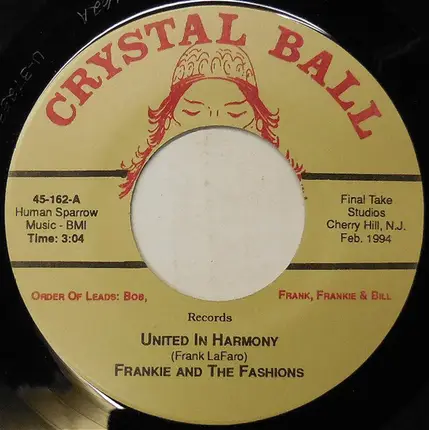 CRYSTAL BALL
45-162-A
Human Sparrow
Music - BMI
Time: 3:04
Final Take
Studios
Cherry Hill, N.J.
Feb. 1994
Order Of Leads: Bob, Frank, Frankie & Bill
Records
United In Harmony
(Frank LaFaro)
Frankie and The Fashions